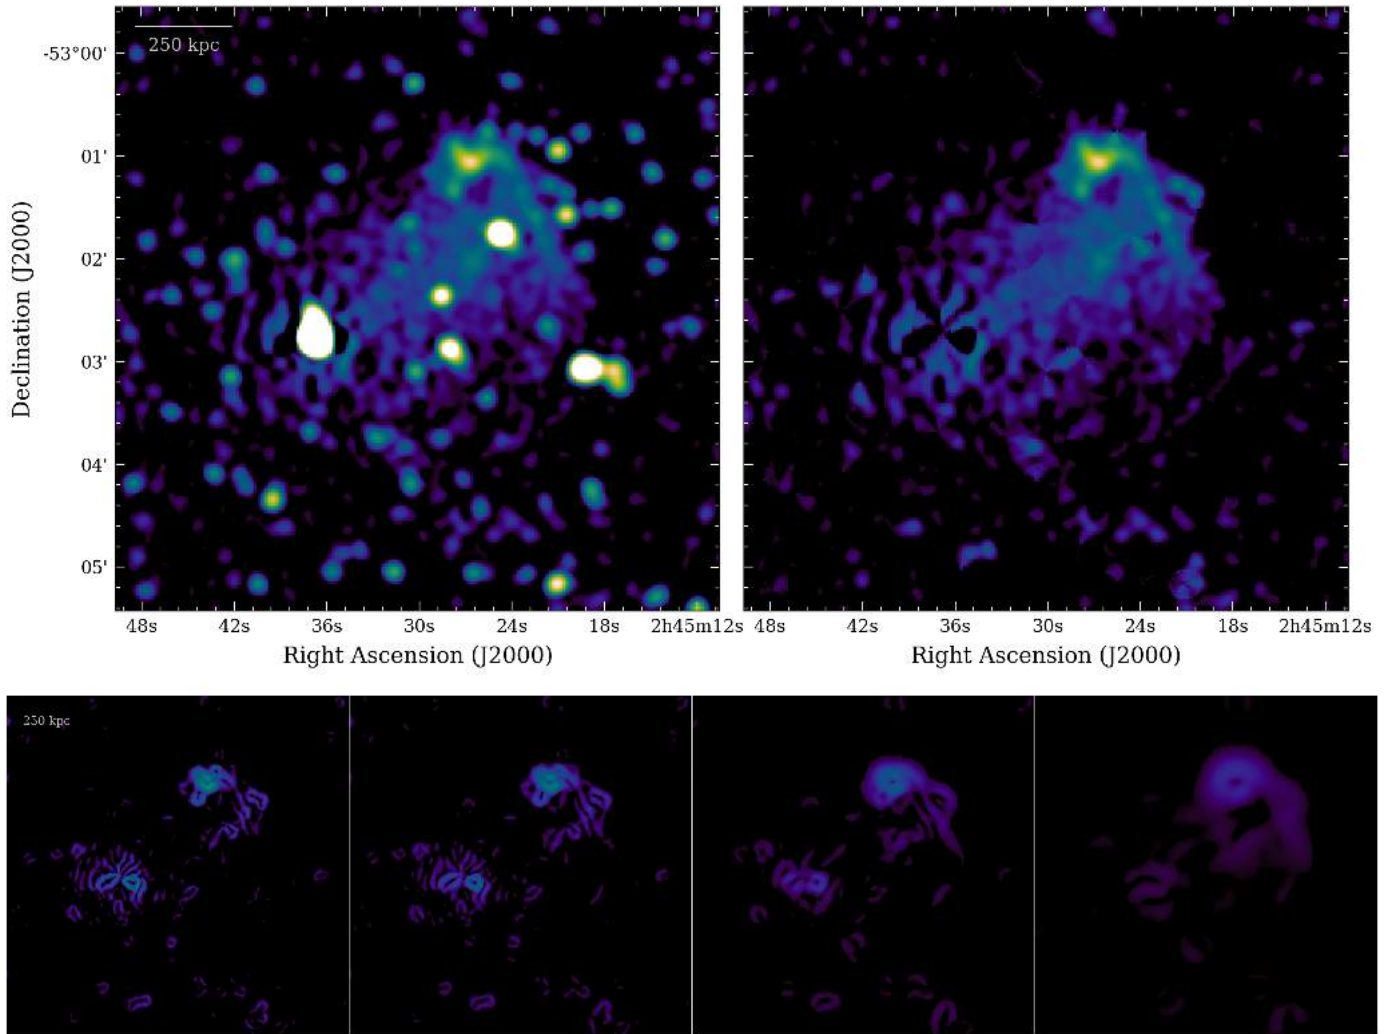 250 kpc
-53°00'
01'
02'
03'
04'
05'
Declination (J2000)
48s 42s 36s 30s 24s 18s 2h45m12s 48s 42s 36s 30s 24s 18s 2h45m12s
Right Ascension (J2000) Right Ascension (J2000)
250 kpc